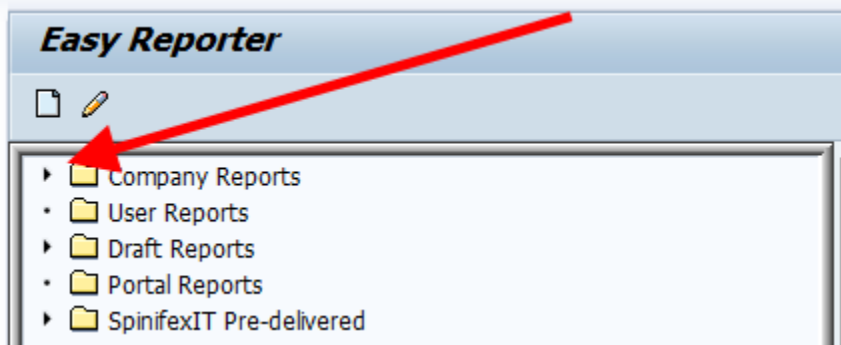 Easy Reporter
Company Reports
User Reports
Draft Reports
Portal Reports
SpinifexIT Pre-delivered